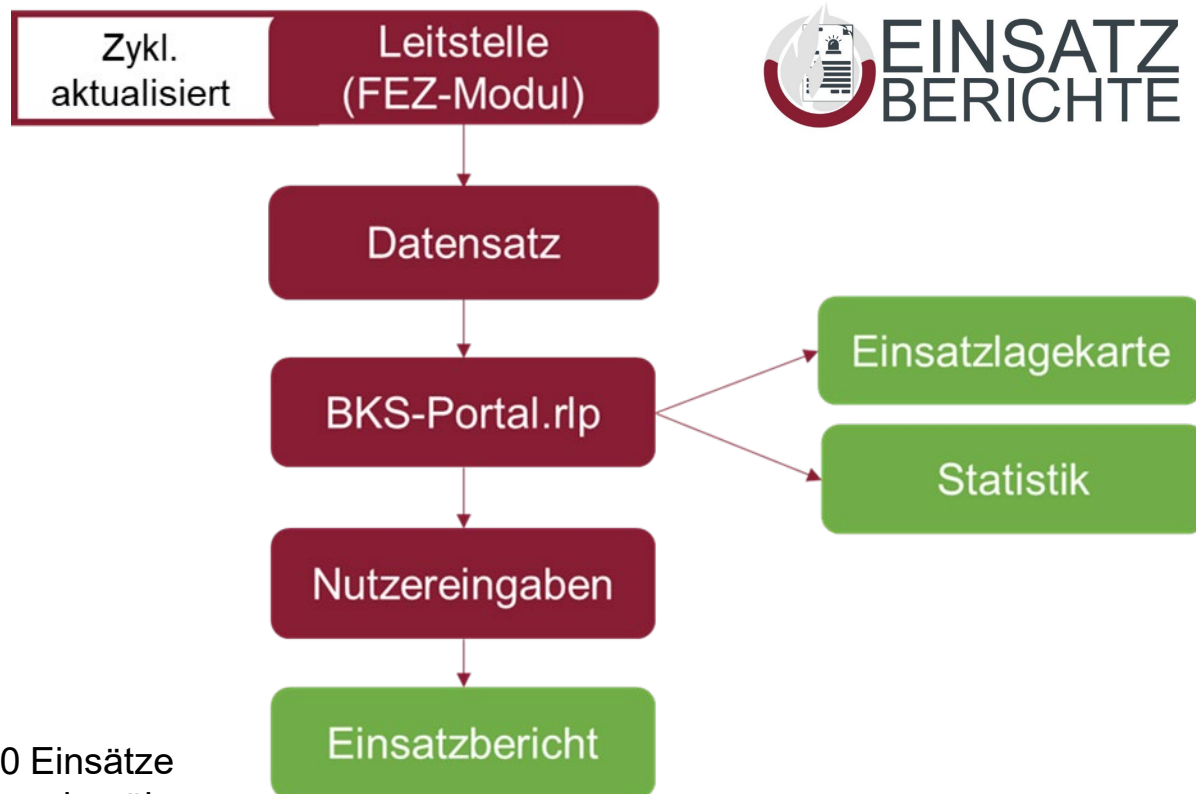 Zykl.
aktualisiert
Leitstelle
(FEZ-Modul)
EINSATZ
BERICHTE
Datensatz
BKS-Portal.rlp
Einsatzlagekarte
Statistik
Nutzereingaben
Einsatzbericht
0 Einsätze